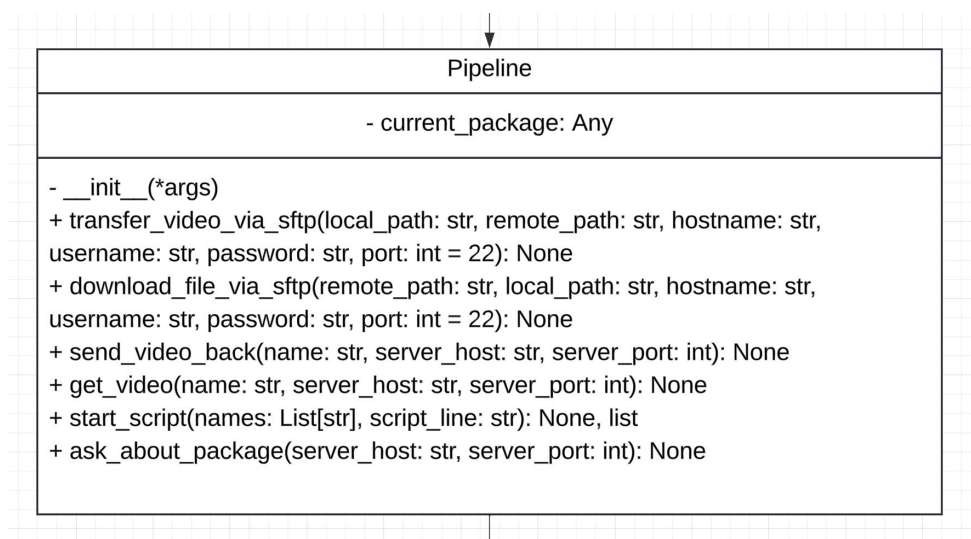 Pipeline
- current_package: Any
- __init__(*args)
+ transfer_video_via_sftp(local_path: str, remote_path: str, hostname: str,
username: str, password: str, port: int = 22): None
+ download_file_via_sftp(remote_path: str, local_path: str, hostname: str,
username: str, password: str, port: int = 22): None
+ send_video_back(name: str, server_host: str, server_port: int): None
+ get_video(name: str, server_host: str, server_port: int): None
+ start_script(names: List[str], script_line: str): None, list
+ ask_about_package(server_host: str, server_port: int): None